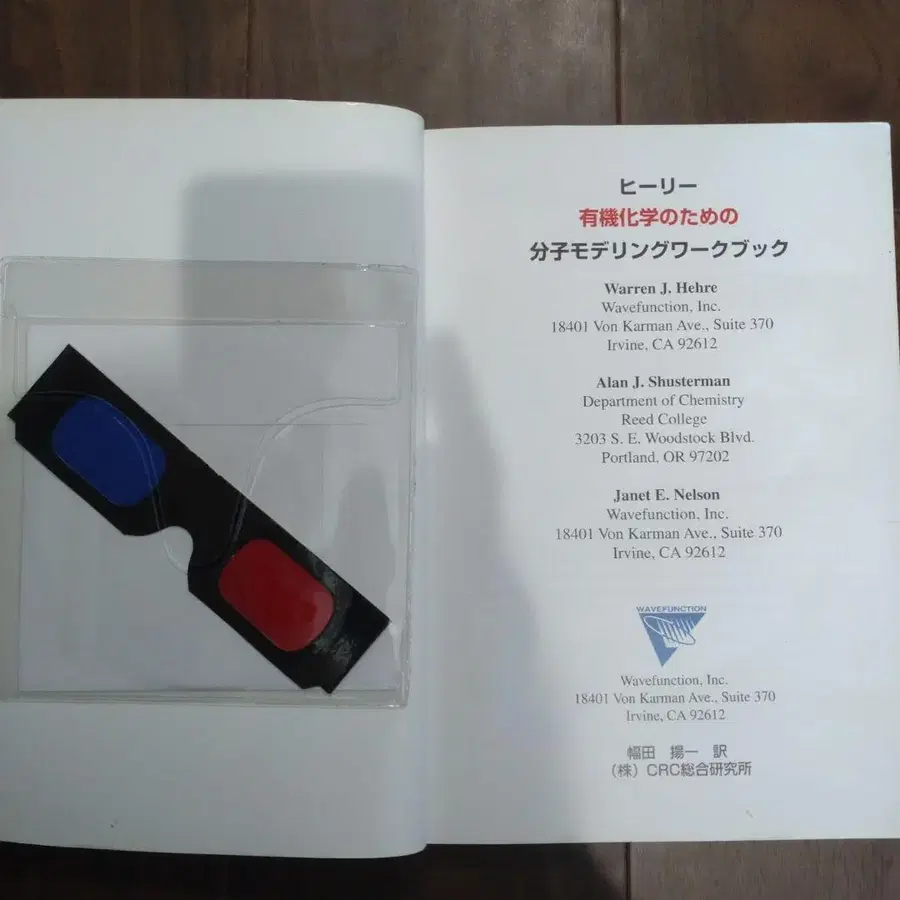 ヒーリー
有機化学のための
分子モデリングワークブック
Warren J. Hehre
Wavefunction, Inc.
18401 Von Karman Ave., Suite 370
Irvine, CA 92612
Alan J. Shusterman
Department of Chemistry
Reed College
3203 S. E. Woodstock Blvd.
Portland, OR 97202
Janet E. Nelson
Wavefunction, Inc.
18401 Von Karman Ave., Suite 370
Irvine, CA 92612
WAVEFUNCTION
Wavefunction, Inc.
18401 Von Karman Ave., Suite 370
Irvine, CA 92612
幅田 揚一 訳
（株）CRC総合研究所